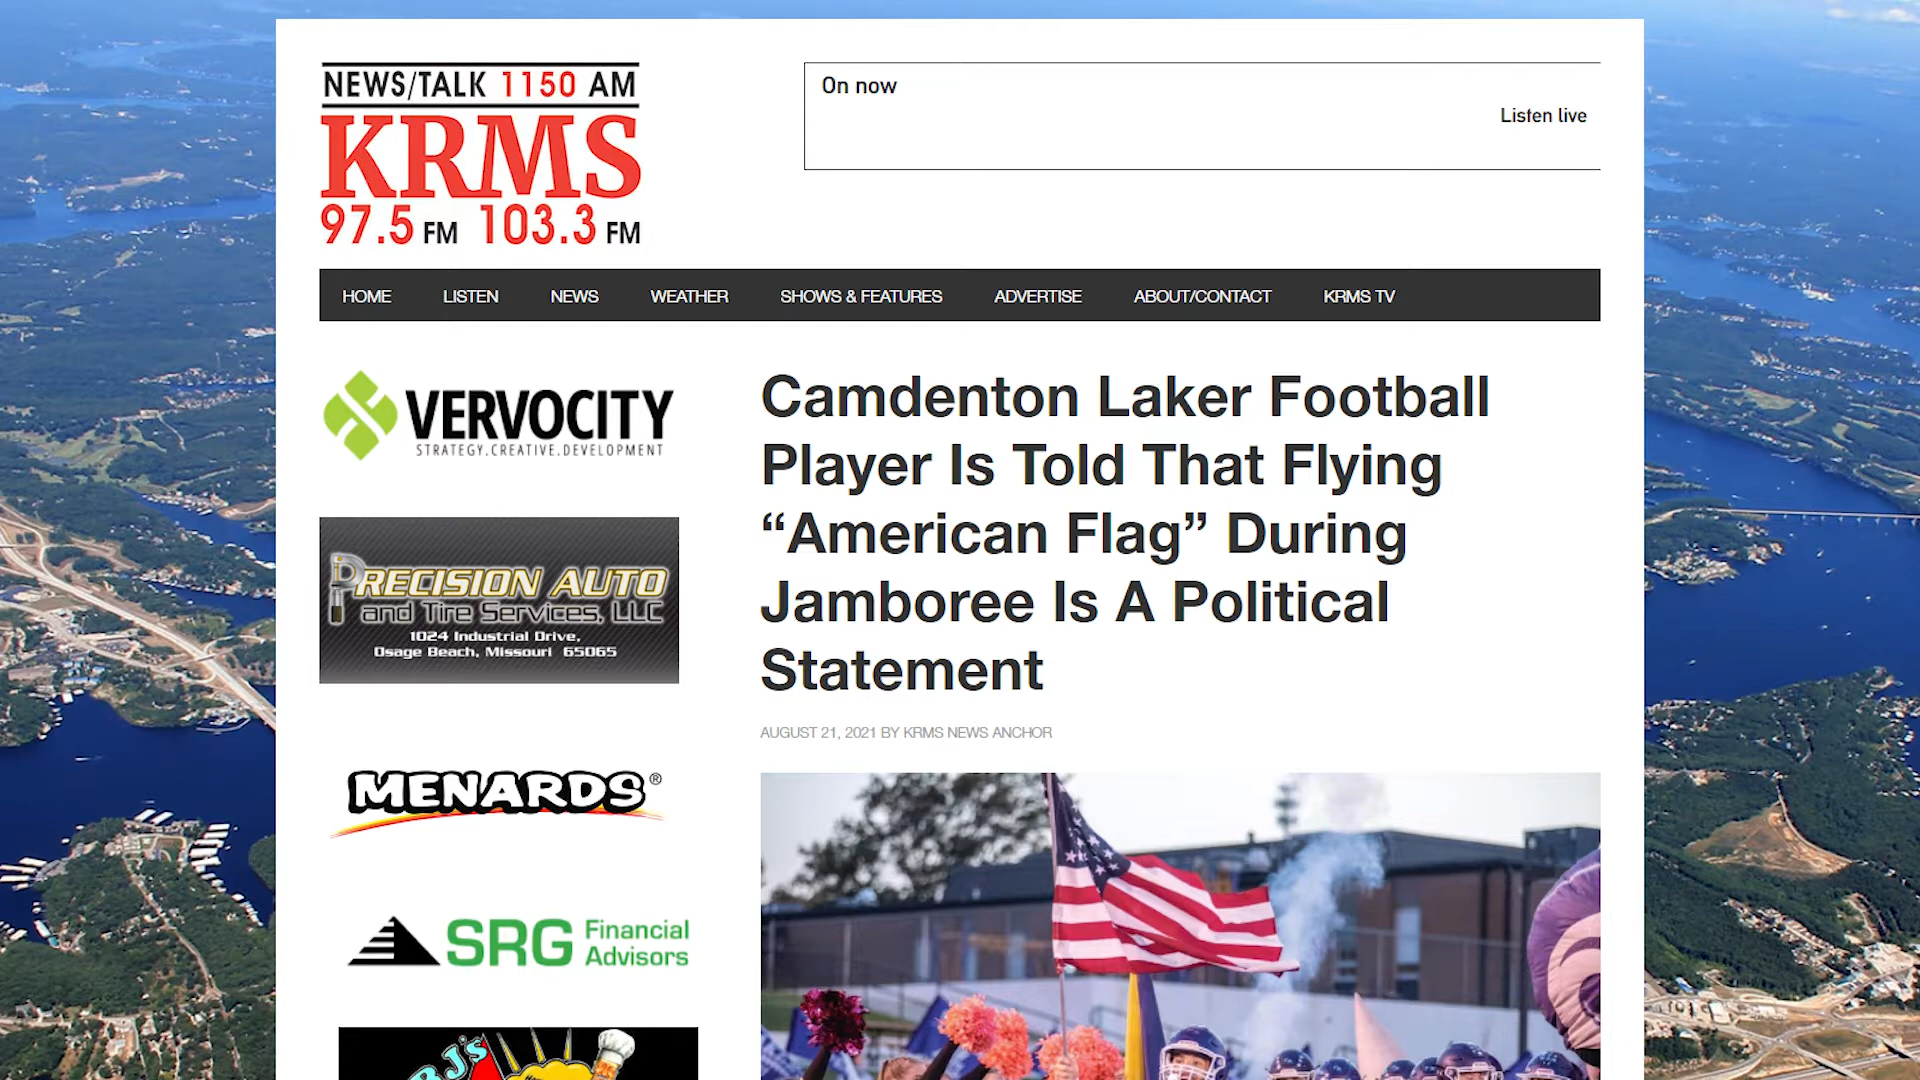 NEWS/TALK 1150 AM
KRMS
97.5 FM 103.3 FM
On now
Listen live
HOME LISTEN NEWS WEATHER SHOWS & FEATURES ADVERTISE ABOUT/CONTACT KRMS TV
VERVOCITY
STRATEGY.CREATIVE.DEVELOPMENT
PRECISION AUTO
and Tire Services, LLC
1024 Industrial Drive,
Osage Beach, Missouri 65065
MENARDS®
SRG Financial
Advisors
BJ's
Camdenton Laker Football
Player Is Told That Flying
“American Flag” During
Jamboree Is A Political
Statement
AUGUST 21, 2021 BY KRMS NEWS ANCHOR